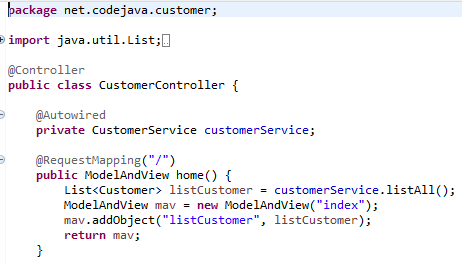 package net.codejava.customer;
import java.util.List;
@Controller
public class CustomerController {
@Autowired
private CustomerService customerService;
@RequestMapping("/")
public ModelAndView home() {
List<Customer> listCustomer = customerService.listAll();
ModelAndView mav = new ModelAndView("index");
mav.addObject("listCustomer", listCustomer);
return mav;
}